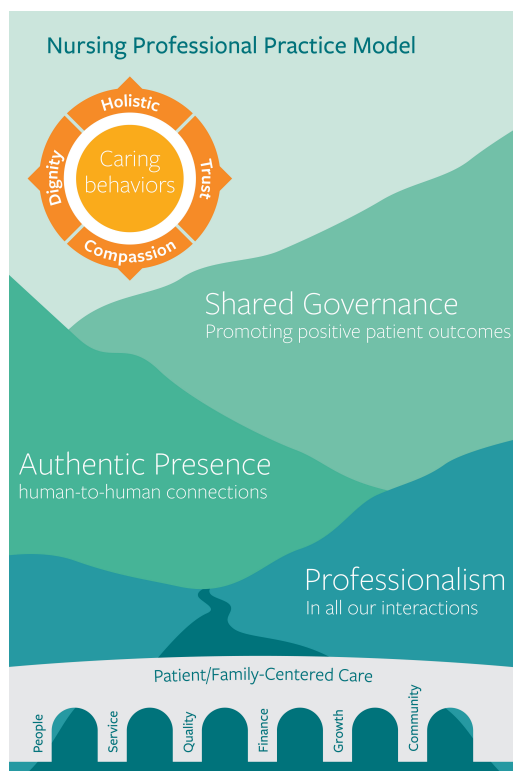 Nursing Professional Practice Model
Holistic
Dignity
Caring
behaviors
Trust
Compassion
Shared Governance
Promoting positive patient outcomes
Authentic Presence
human-to-human connections
Professionalism
In all our interactions
Patient/Family-Centered Care
People
Service
Quality
Finance
Growth
Community